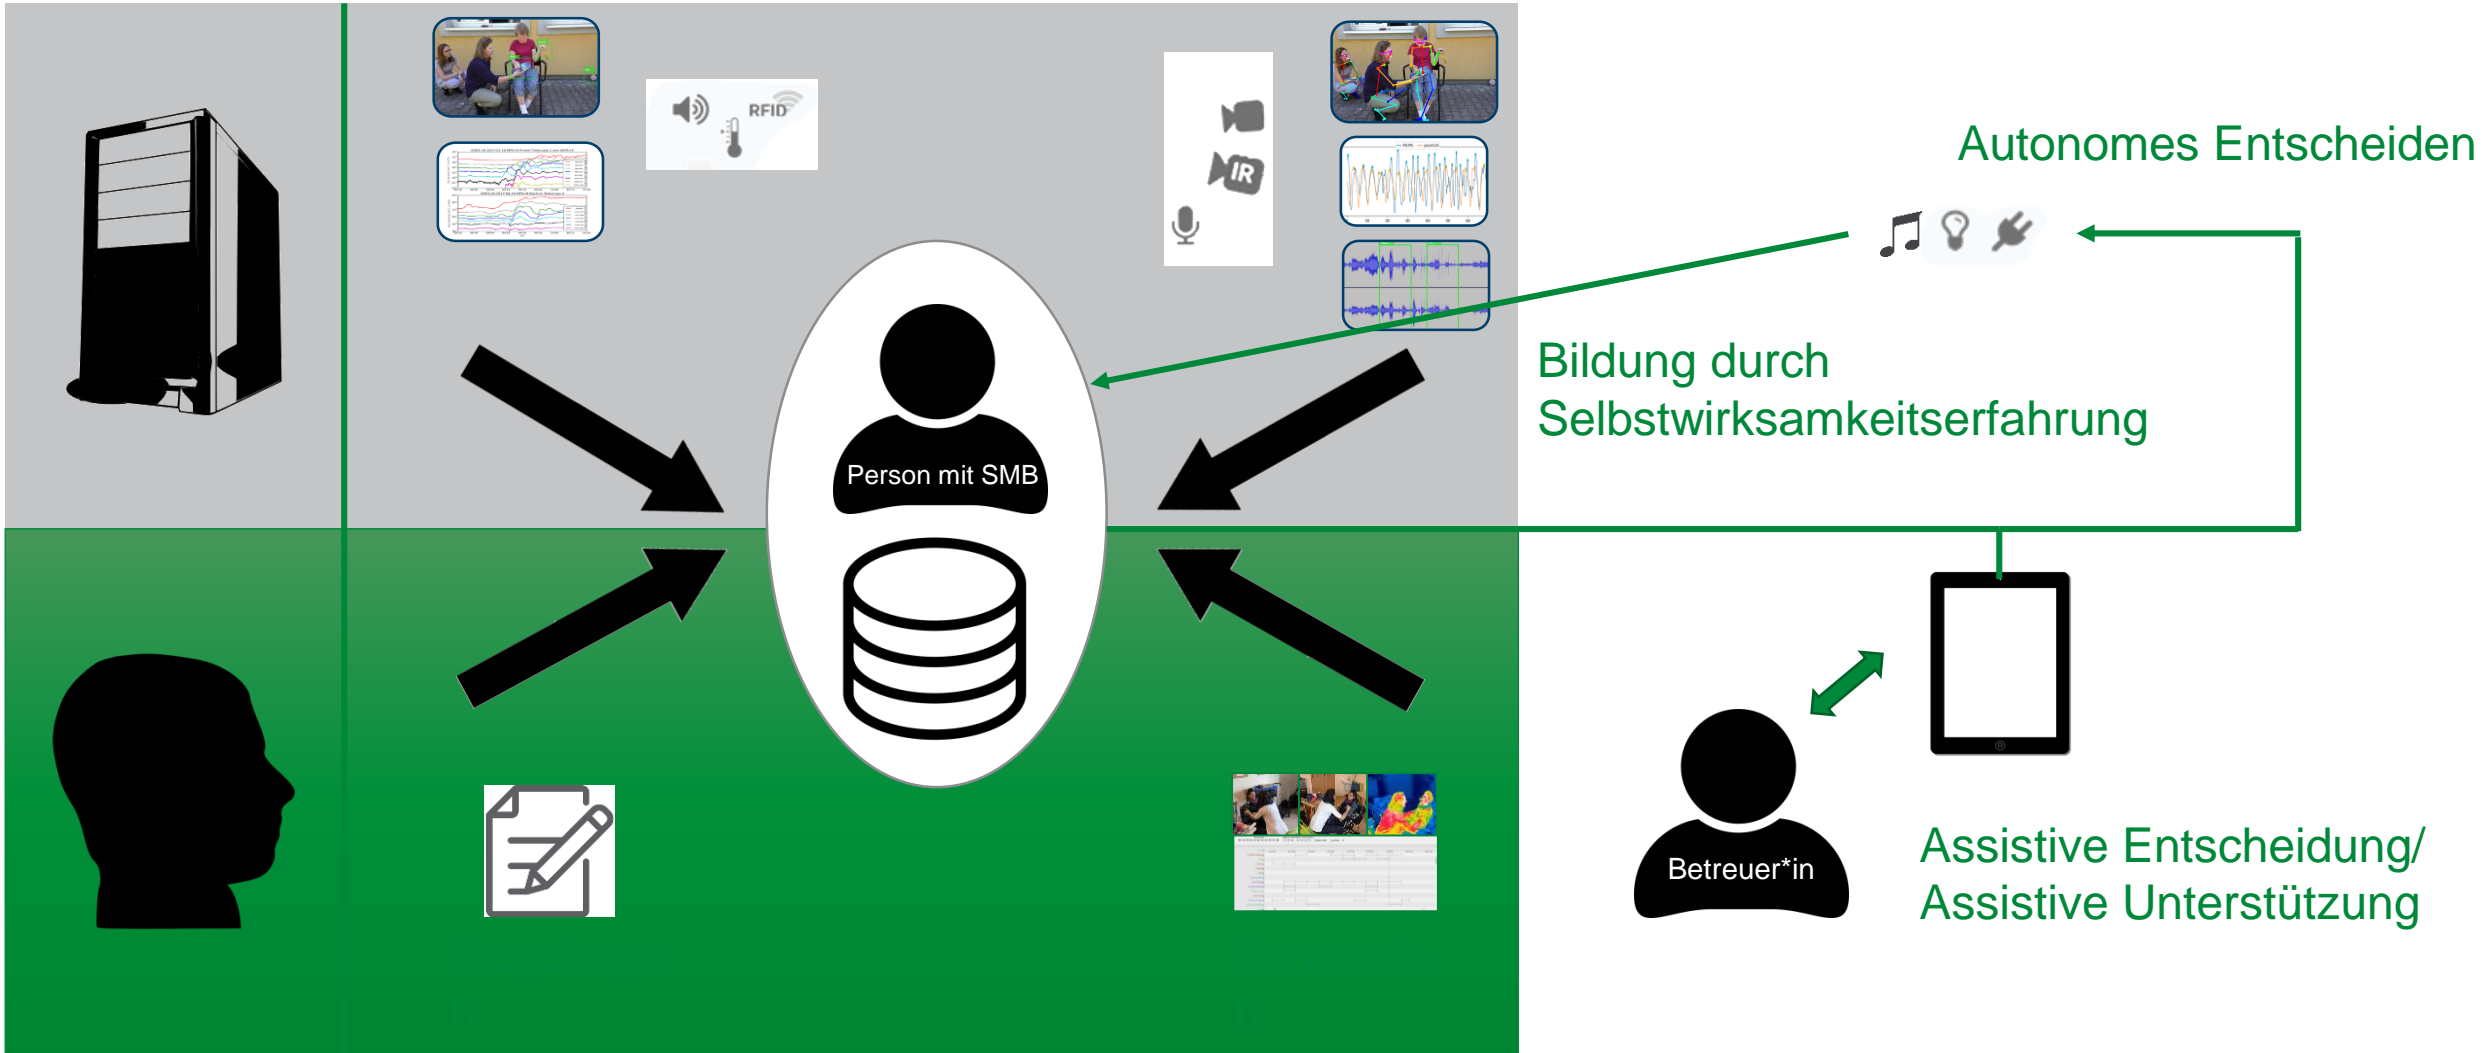 RFID
IR
Autonomes Entscheiden
Bildung durch
Selbstwirksamkeitserfahrung
Person mit SMB
Betreuer*in
Assistive Entscheidung/
Assistive Unterstützung